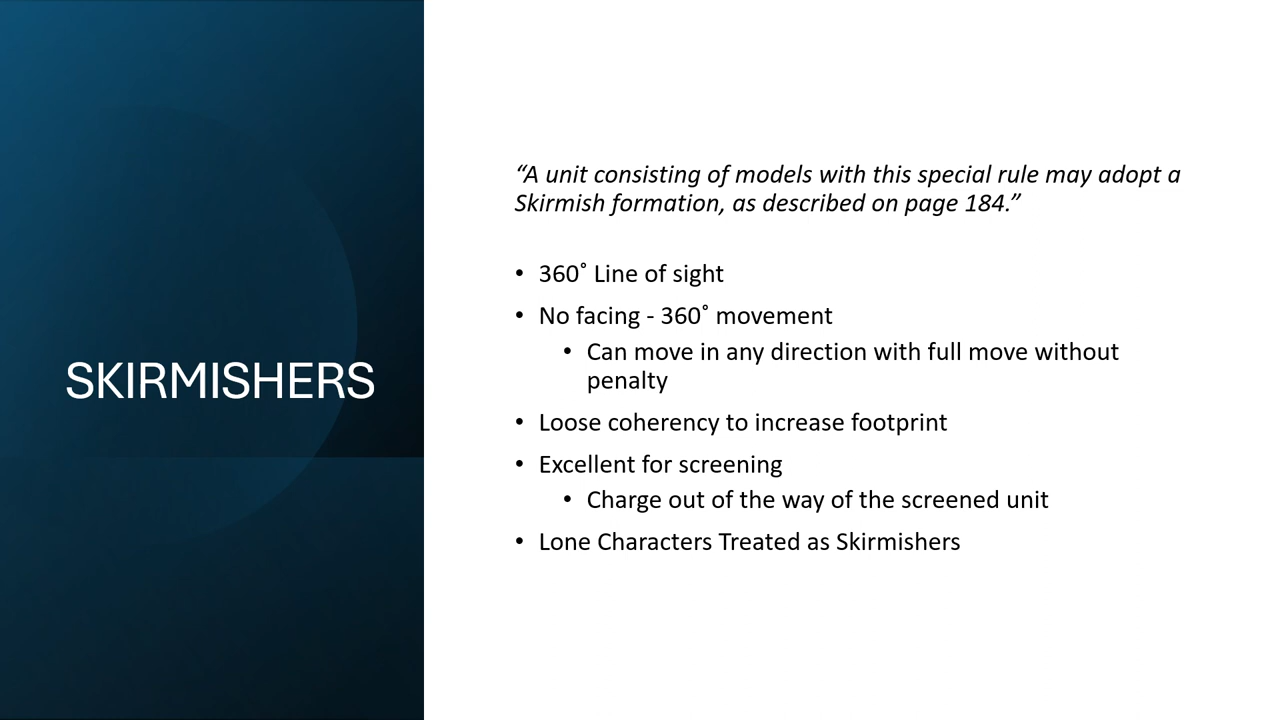 SKIRMISHERS
“A unit consisting of models with this special rule may adopt a
Skirmish formation, as described on page 184.”
• 360˚ Line of sight
• No facing - 360˚ movement
• Can move in any direction with full move without
penalty
• Loose coherency to increase footprint
• Excellent for screening
• Charge out of the way of the screened unit
• Lone Characters Treated as Skirmishers